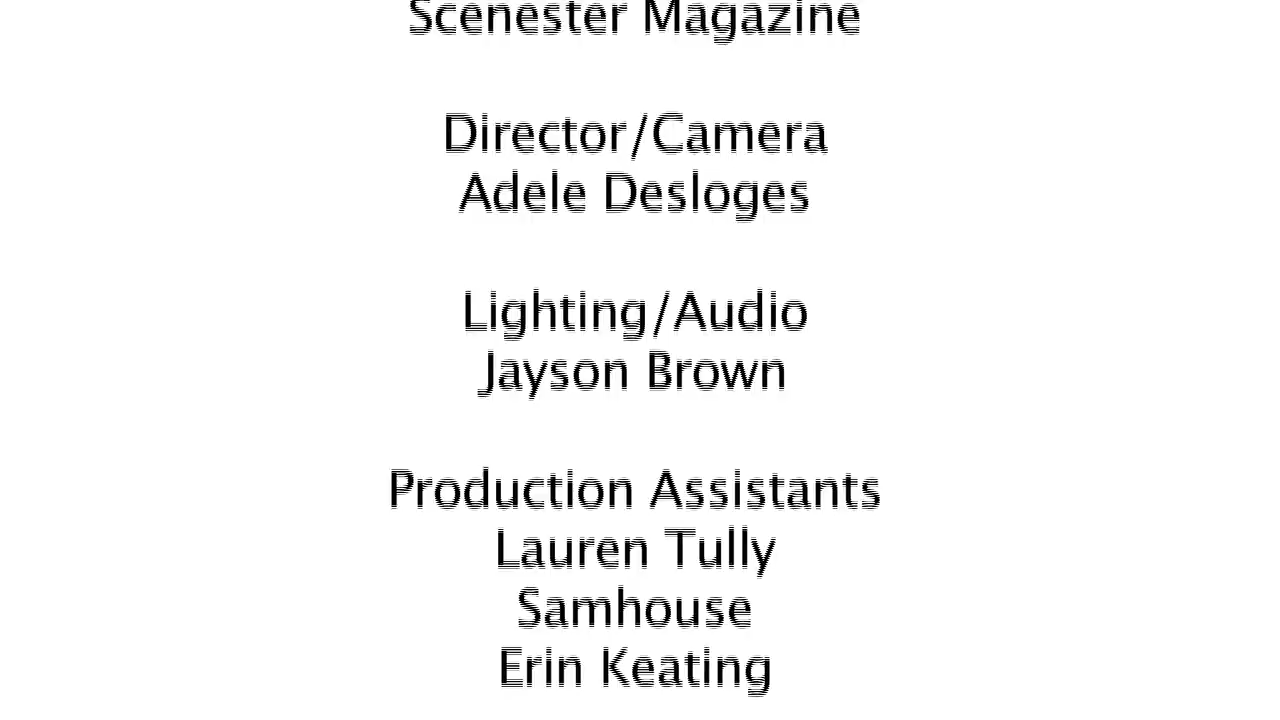 Scenester Magazine
Director/Camera
Adele Desloges
Lighting/Audio
Jayson Brown
Production Assistants
Lauren Tully
Samhouse
Erin Keating